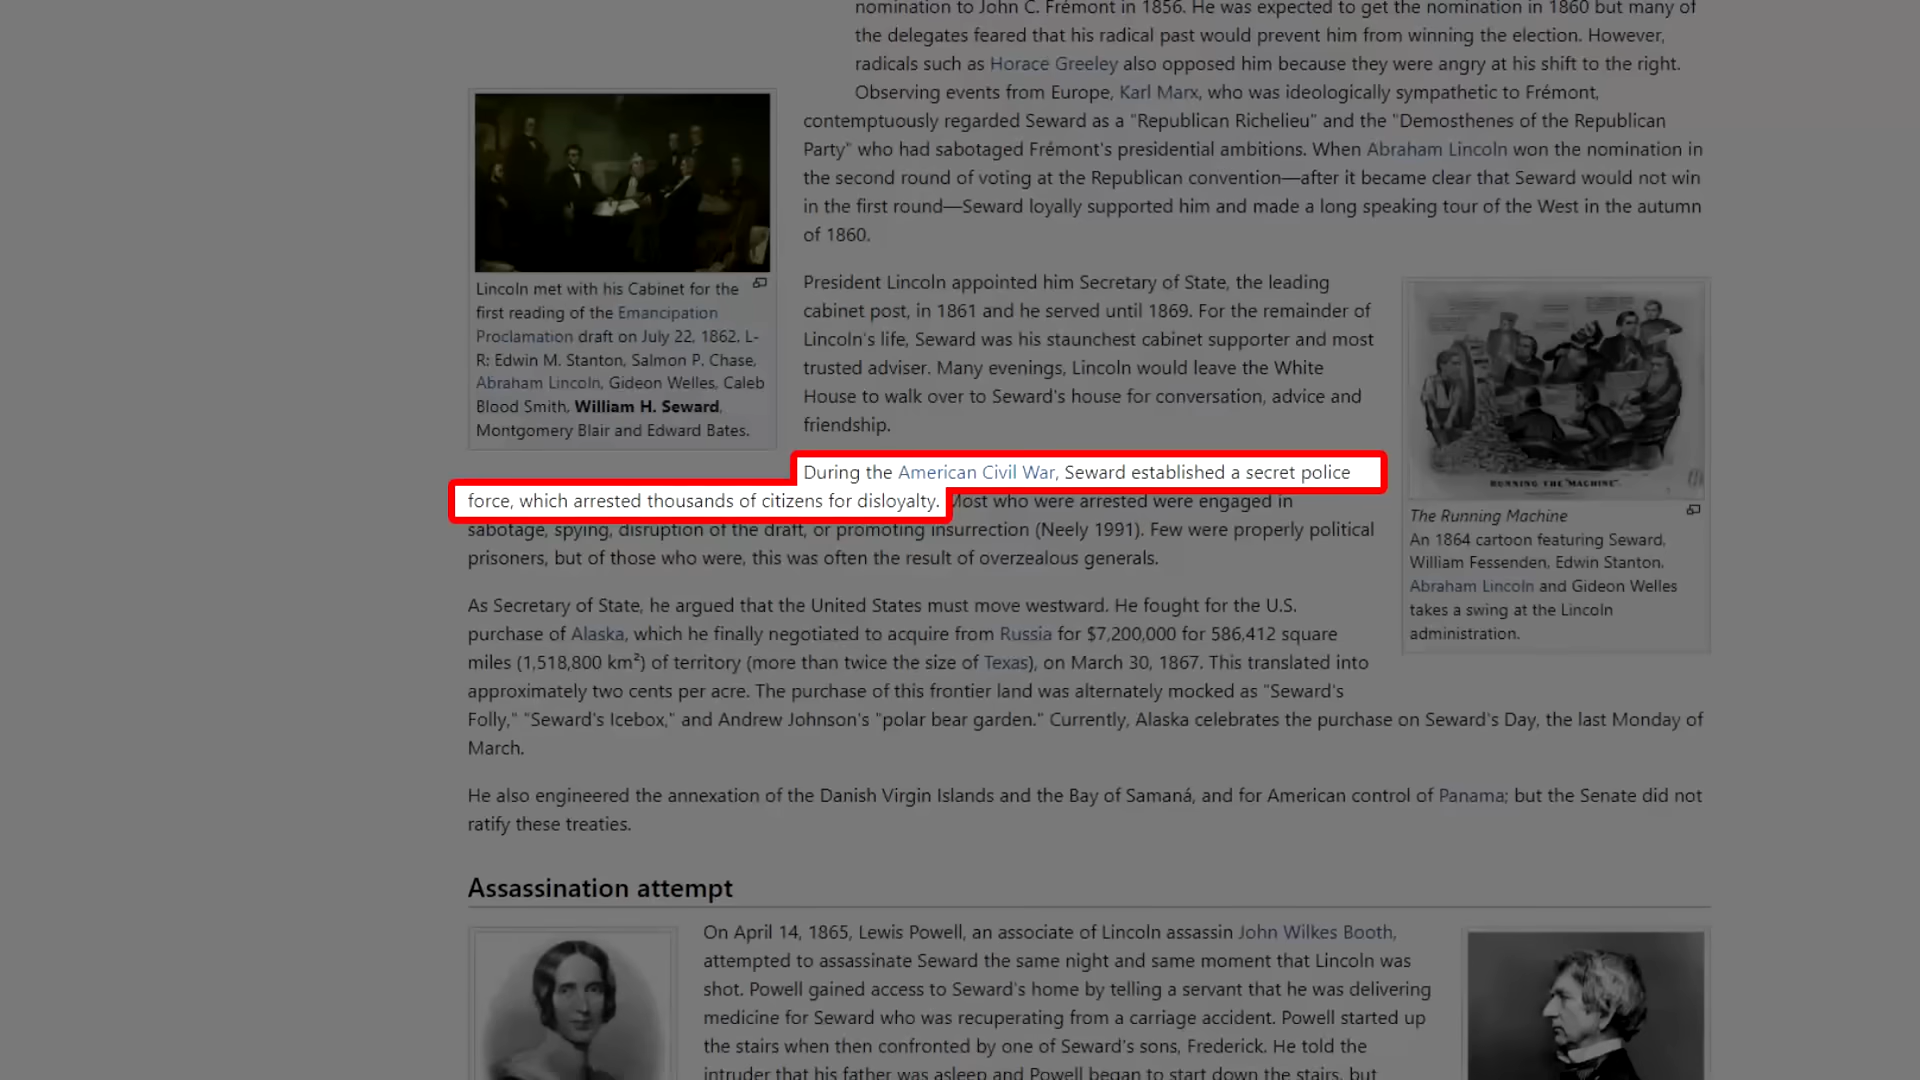 nomination to John C. Frémont in 1856. He was expected to get the nomination in 1860 but many of
the delegates feared that his radical past would prevent him from winning the election. However,
radicals such as Horace Greeley also opposed him because they were angry at his shift to the right.
Observing events from Europe, Karl Marx, who was ideologically sympathetic to Frémont,
contemptuously regarded Seward as a "Republican Richelieu" and the "Demosthenes of the Republican
Party" who had sabotaged Frémont's presidential ambitions. When Abraham Lincoln won the nomination in
the second round of voting at the Republican convention—after it became clear that Seward would not win
in the first round—Seward loyally supported him and made a long speaking tour of the West in the autumn
of 1860.
Lincoln met with his Cabinet for the
first reading of the Emancipation
Proclamation draft on July 22, 1862. L-
R: Edwin M. Stanton, Salmon P. Chase,
Abraham Lincoln, Gideon Welles, Caleb
Blood Smith, William H. Seward,
Montgomery Blair and Edward Bates.
President Lincoln appointed him Secretary of State, the leading
cabinet post, in 1861 and he served until 1869. For the remainder of
Lincoln's life, Seward was his staunchest cabinet supporter and most
trusted adviser. Many evenings, Lincoln would leave the White
House to walk over to Seward's house for conversation, advice and
friendship.
RUNNING THE "MACHINE".
The Running Machine
An 1864 cartoon featuring Seward,
William Fessenden, Edwin Stanton,
Abraham Lincoln and Gideon Welles
takes a swing at the Lincoln
administration.
During the American Civil War, Seward established a secret police
force, which arrested thousands of citizens for disloyalty. Most who were arrested were engaged in
sabotage, spying, disruption of the draft, or promoting insurrection (Neely 1991). Few were properly political
prisoners, but of those who were, this was often the result of overzealous generals.
As Secretary of State, he argued that the United States must move westward. He fought for the U.S.
purchase of Alaska, which he finally negotiated to acquire from Russia for $7,200,000 for 586,412 square
miles (1,518,800 km²) of territory (more than twice the size of Texas), on March 30, 1867. This translated into
approximately two cents per acre. The purchase of this frontier land was alternately mocked as "Seward's
Folly," "Seward's Icebox," and Andrew Johnson's "polar bear garden." Currently, Alaska celebrates the purchase on Seward's Day, the last Monday of
March.
He also engineered the annexation of the Danish Virgin Islands and the Bay of Samaná, and for American control of Panama; but the Senate did not
ratify these treaties.
Assassination attempt
On April 14, 1865, Lewis Powell, an associate of Lincoln assassin John Wilkes Booth,
attempted to assassinate Seward the same night and same moment that Lincoln was
shot. Powell gained access to Seward's home by telling a servant that he was delivering
medicine for Seward who was recuperating from a carriage accident. Powell started up
the stairs when then confronted by one of Seward's sons, Frederick. He told the
intruder that his father was asleep and Powell began to start down the stairs, but